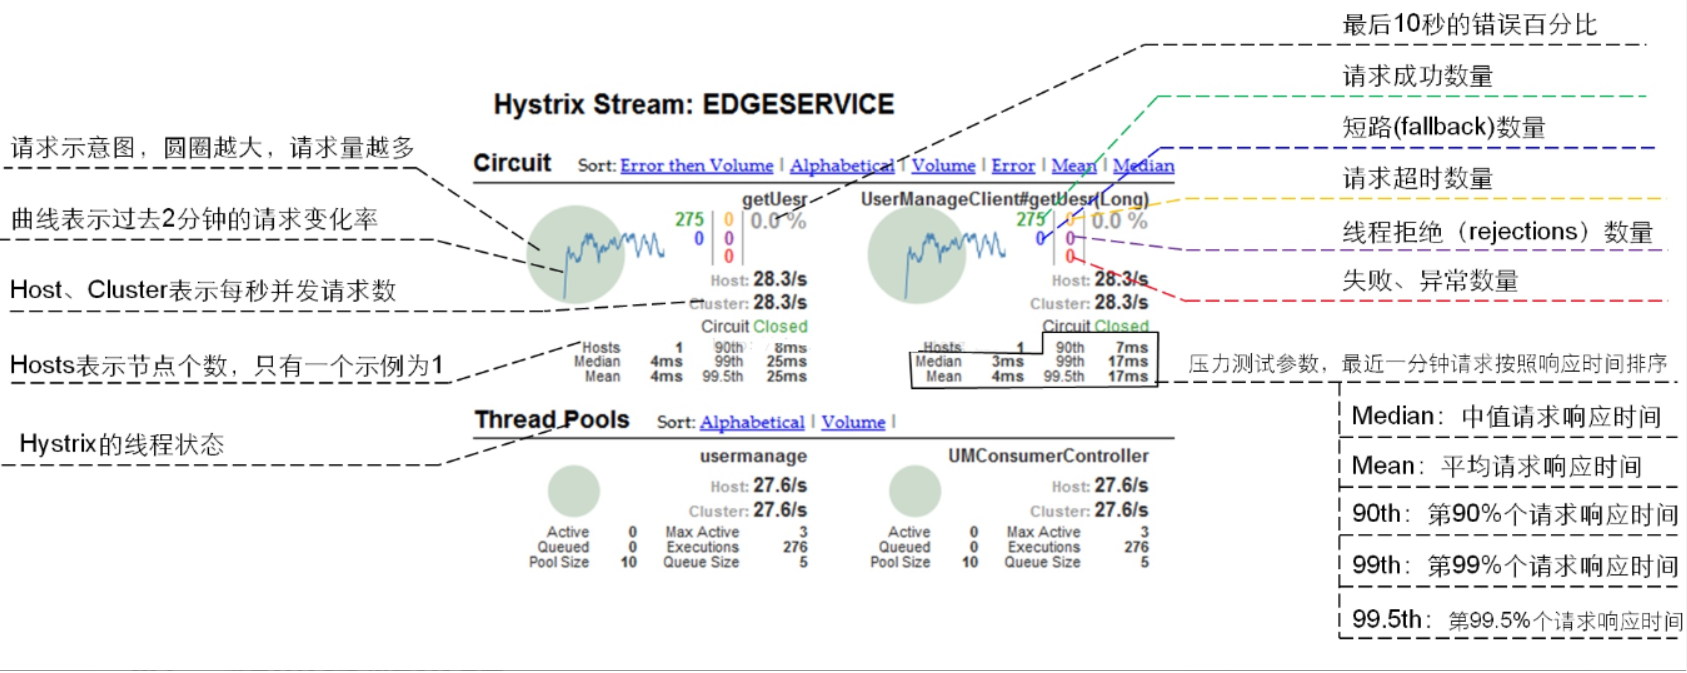 最后10秒的错误百分比
请求成功数量
短路(fallback)数量
请求超时数量
线程拒绝（rejections）数量
失败、异常数量
请求示意图，圆圈越大，请求量越多
曲线表示过去2分钟的请求变化率
Host、Cluster表示每秒并发请求数
Hosts表示节点个数，只有一个示例为1
Hystrix的线程状态
Hystrix Stream: EDGESERVICE
Circuit Sort: Error then Volume | Alphabetical | Volume | Error | Mean | Median
getUesr
275 0 0.0 %
0 0
0
Host: 28.3/s
Cluster: 28.3/s
Circuit Closed
Hosts 1 90th 8ms
Median 4ms 99th 25ms
Mean 4ms 99.5th 25ms
UserManageClient#getUesr(Long)
275 0 0.0 %
0 0
0
Host: 28.3/s
Cluster: 28.3/s
Circuit Closed
Hosts 1 90th 7ms
Median 3ms 99th 17ms
Mean 4ms 99.5th 17ms
Thread Pools Sort: Alphabetical | Volume |
usermanage
Host: 27.6/s
Cluster: 27.6/s
Active 0 Max Active 3
Queued 0 Executions 276
Pool Size 10 Queue Size 5
UMConsumerController
Host: 27.6/s
Cluster: 27.6/s
Active 0 Max Active 3
Queued 0 Executions 276
Pool Size 10 Queue Size 5
压力测试参数，最近一分钟请求按照响应时间排序
Median：中值请求响应时间
Mean：平均请求响应时间
90th：第90%个请求响应时间
99th：第99%个请求响应时间
99.5th：第99.5%个请求响应时间